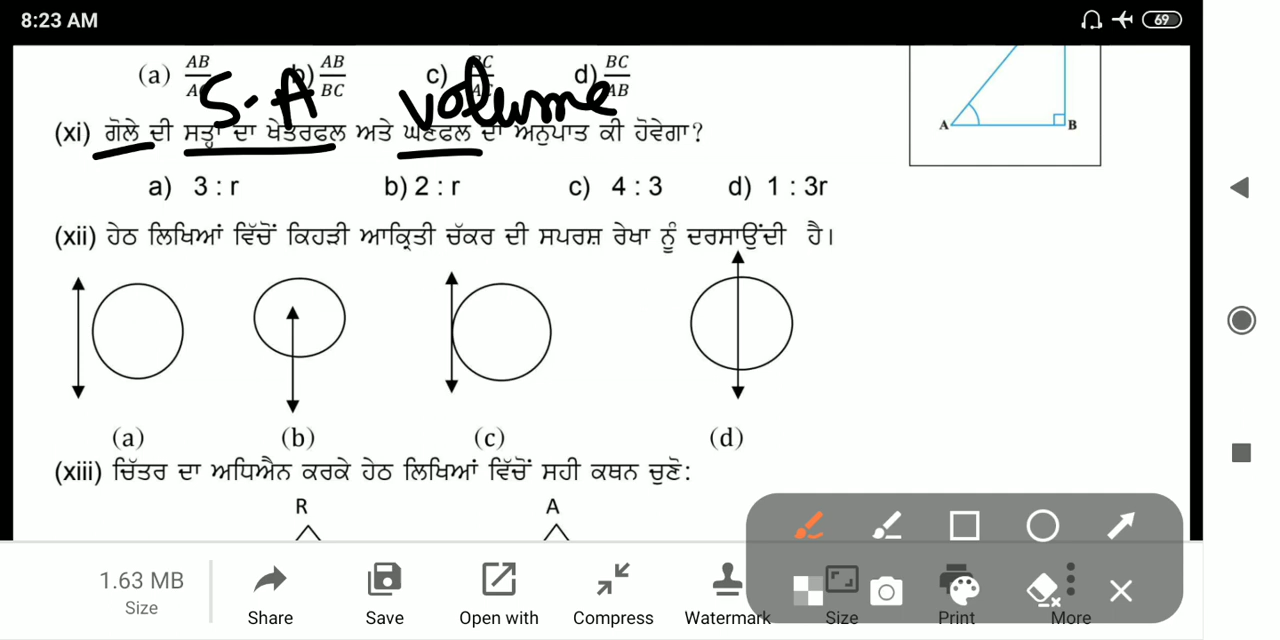 8:23 AM 69
(a) AB/A b) AB/BC c) BC/AC d) BC/AB
S.A volume
(xi) ਗੋਲੇ ਦੀ ਸਤ੍ਹਾ ਦਾ ਖੇਤਰਫਲ ਅਤੇ ਘਣਫਲ ਦਾ ਅਨੁਪਾਤ ਕੀ ਹੋਵੇਗਾ?
A B
a) 3 : r b) 2 : r c) 4 : 3 d) 1 : 3r
(xii) ਹੇਠ ਲਿਖਿਆਂ ਵਿੱਚੋਂ ਕਿਹੜੀ ਆਕ੍ਰਿਤੀ ਚੱਕਰ ਦੀ ਸਪਰਸ਼ ਰੇਖਾ ਨੂੰ ਦਰਸਾਉਂਦੀ ਹੈ।
(a) (b) (c) (d)
(xiii) ਚਿੱਤਰ ਦਾ ਅਧਿਐਨ ਕਰਕੇ ਹੇਠ ਲਿਖਿਆਂ ਵਿੱਚੋਂ ਸਹੀ ਕਥਨ ਚੁਣੋ:
R A
1.63 MB
Size
Share Save Open with Compress Watermark Size Print More